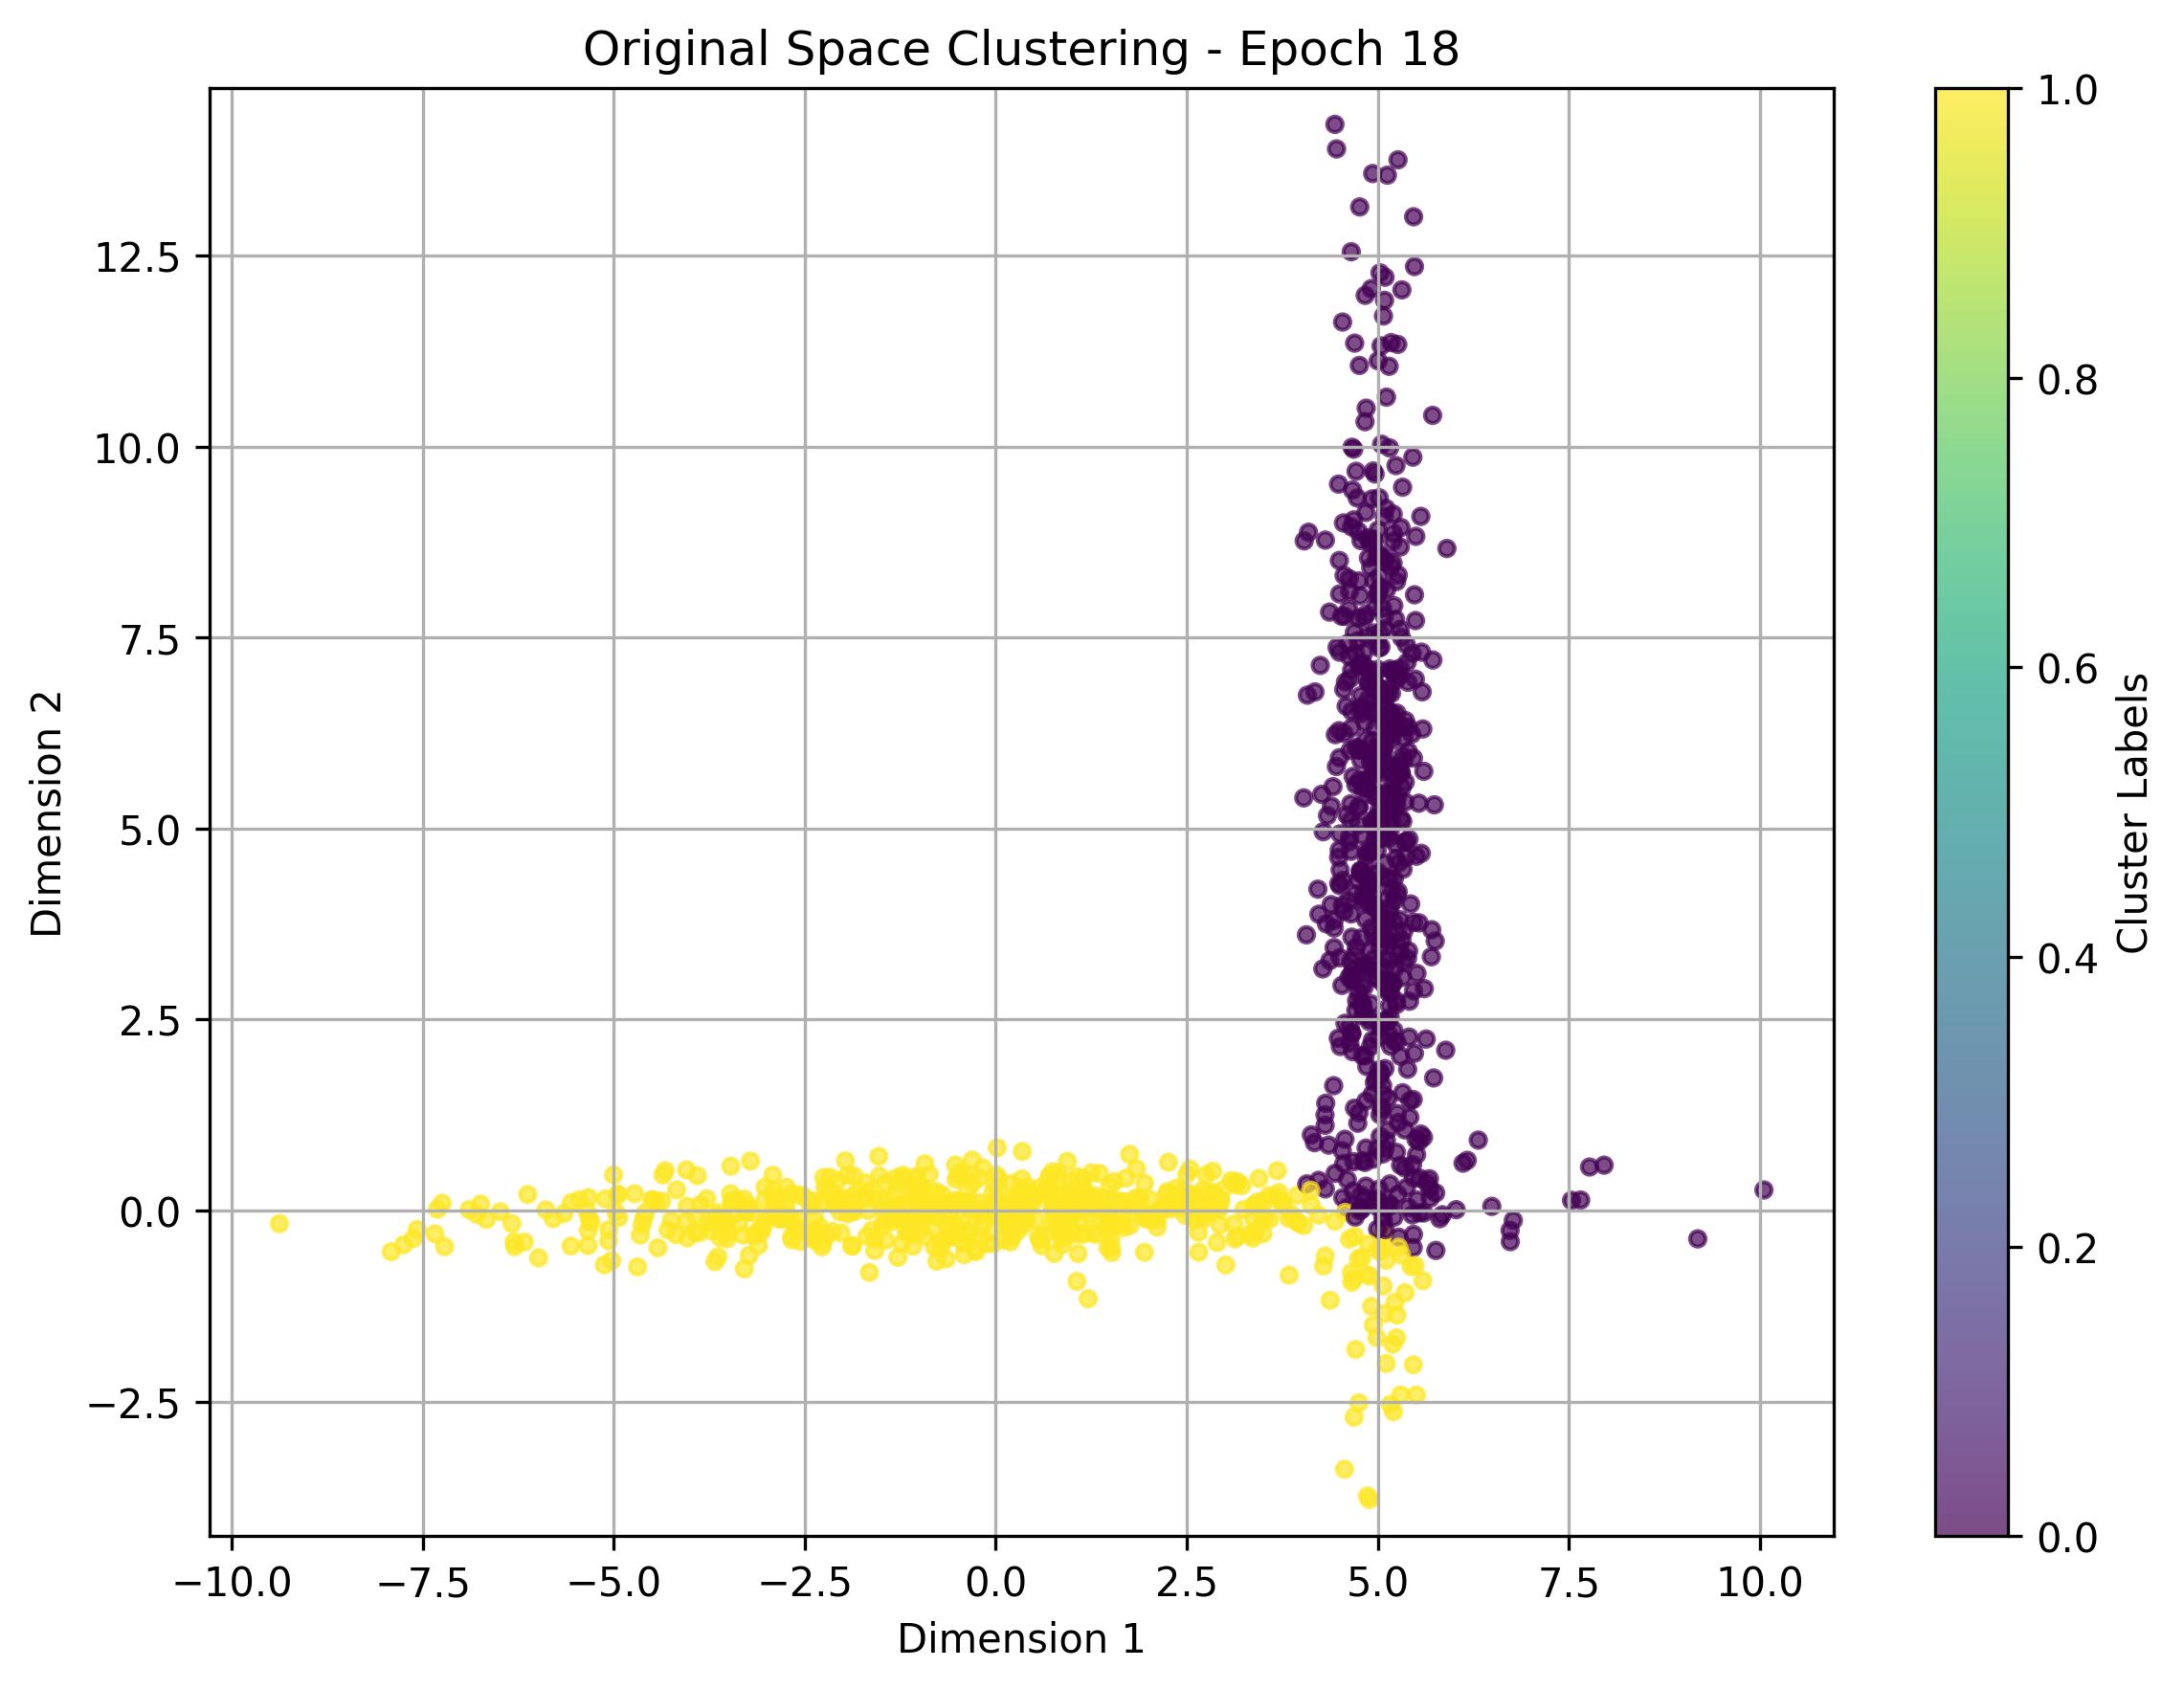 Original Space Clustering - Epoch 18
12.5
10.0
7.5
5.0
2.5
0.0
−2.5
Dimension 2
−10.0 −7.5 −5.0 −2.5 0.0 2.5 5.0 7.5 10.0
Dimension 1
1.0
0.8
0.6
0.4
0.2
0.0
Cluster Labels